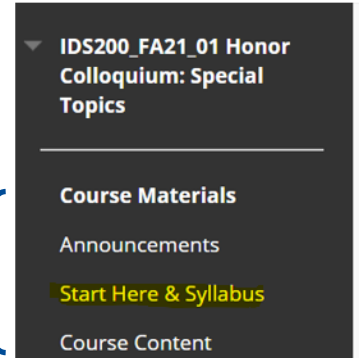 IDS200_FA21_01 Honor
Colloquium: Special
Topics
Course Materials
Announcements
Start Here & Syllabus
Course Content